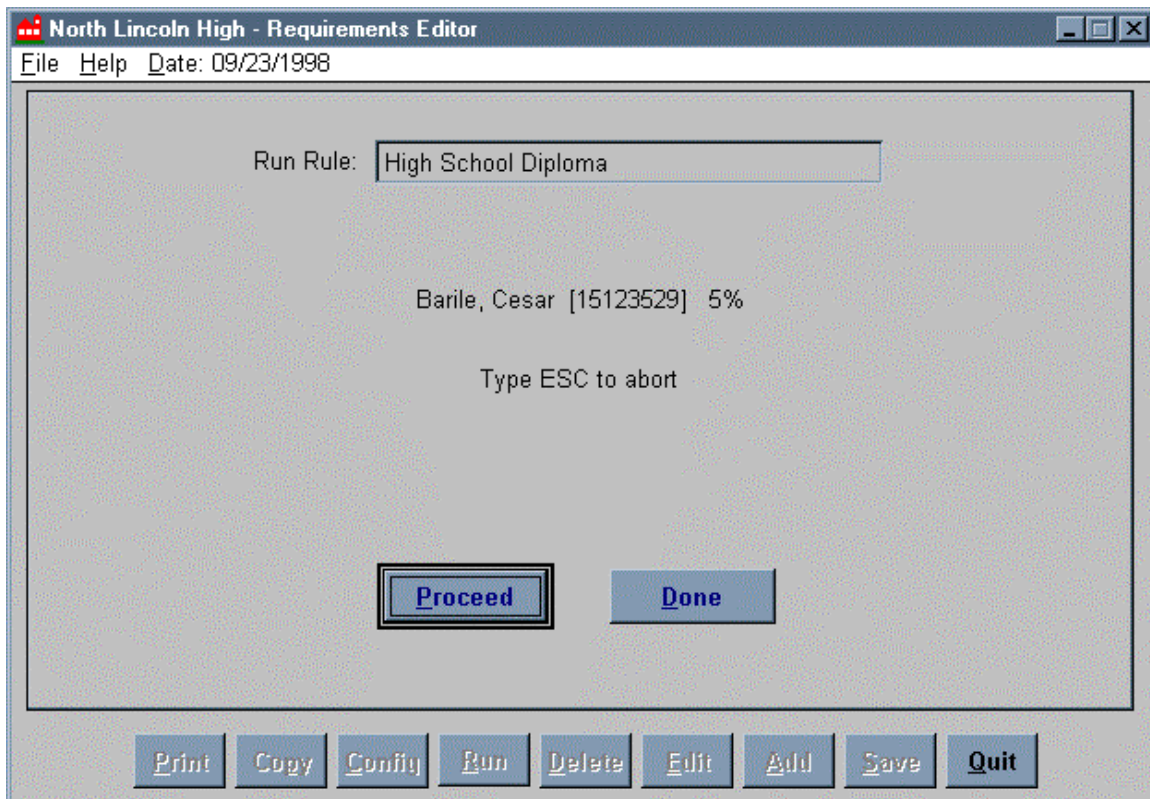 North Lincoln High - Requirements Editor
File Help Date: 09/23/1998
Run Rule: High School Diploma
Barile, Cesar [15123529] 5%
Type ESC to abort
Proceed Done
Print Copy Config Run Delete Edit Add Save Quit